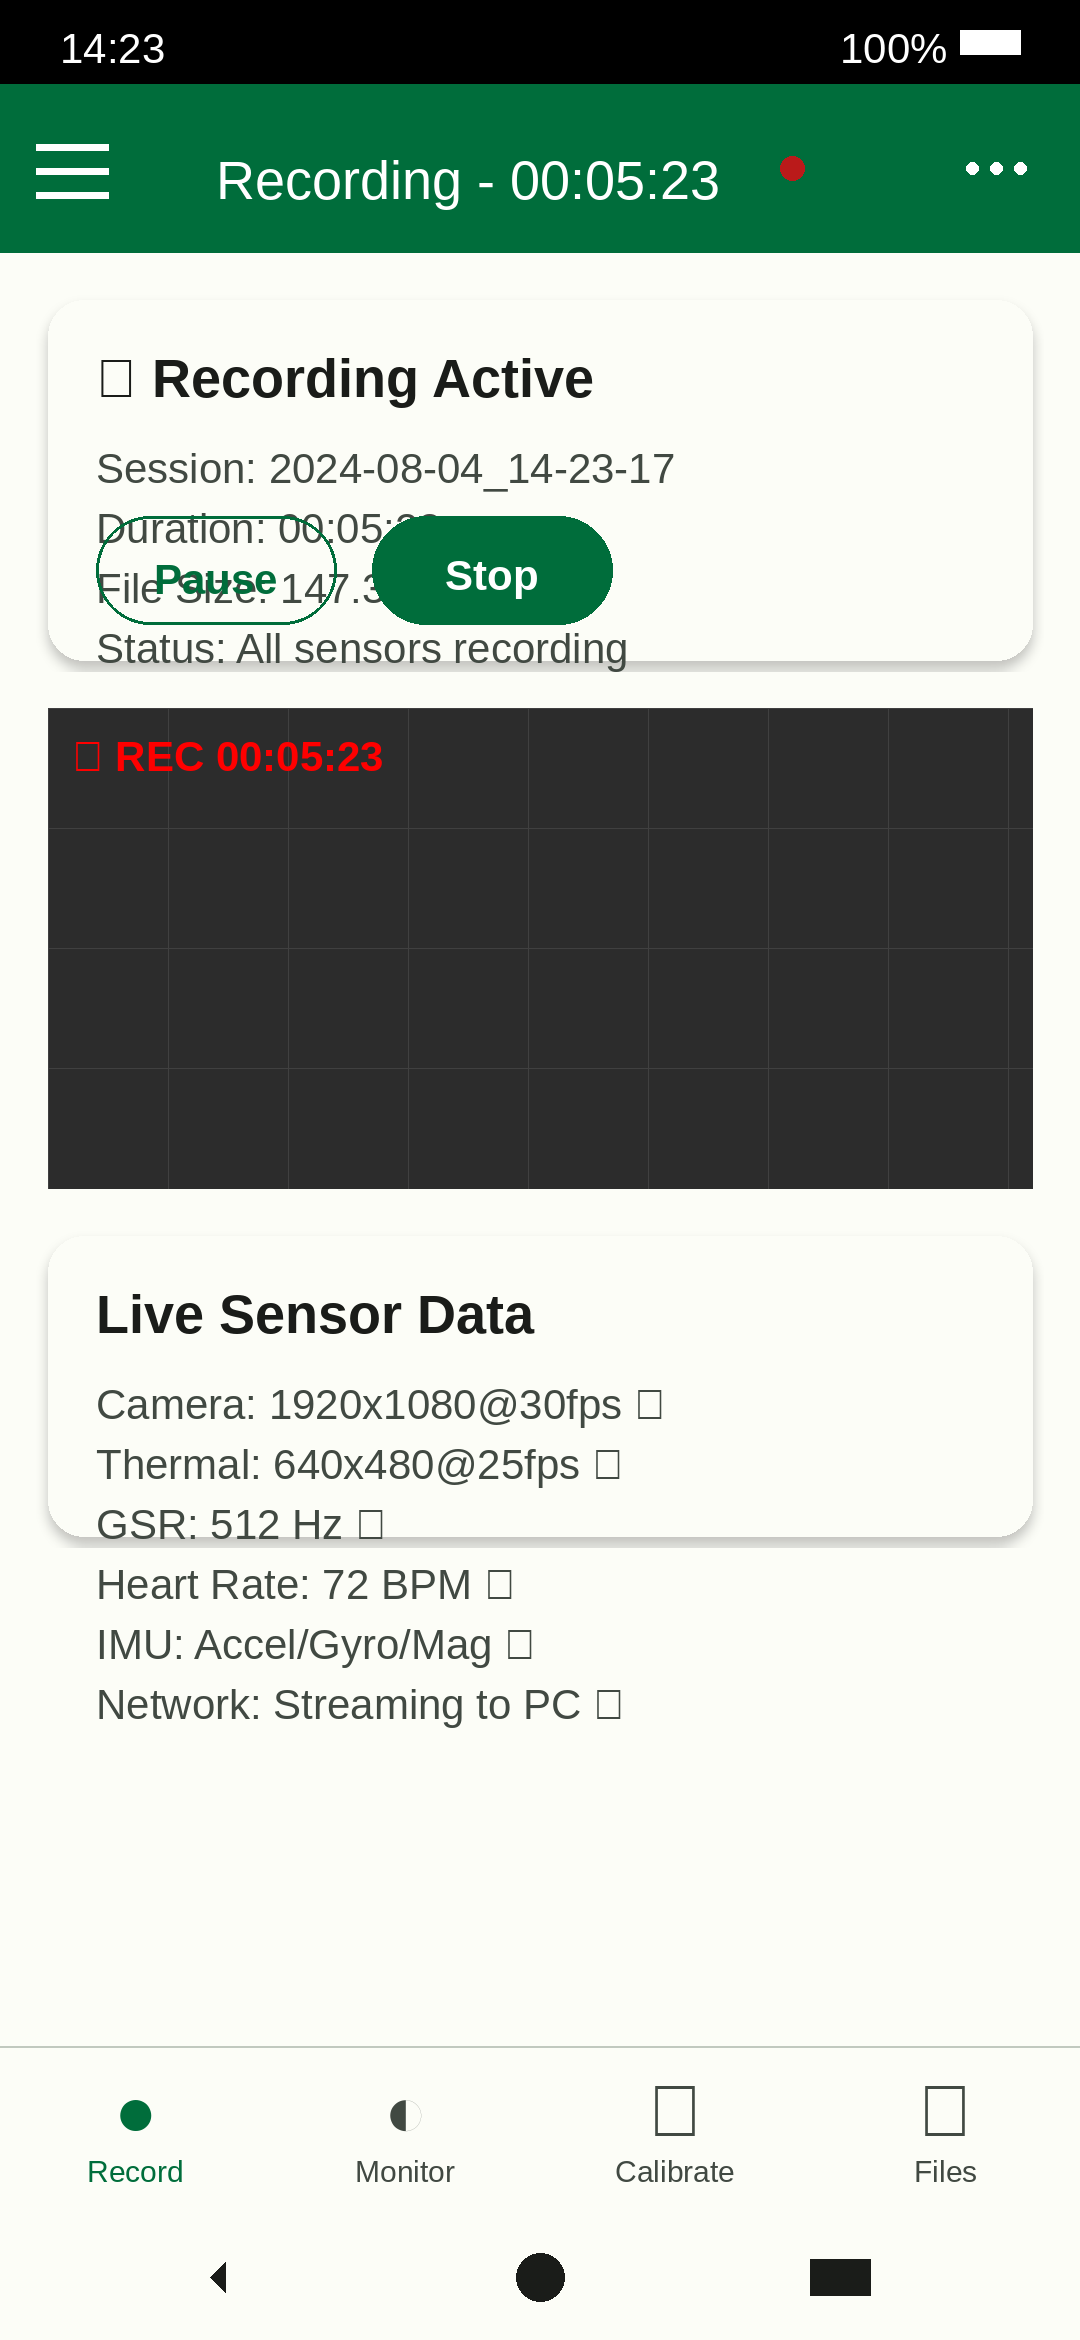 14:23 100%
Recording - 00:05:23
Recording Active
Session: 2024-08-04_14-23-17
Duration: 00:05:23
File Size: 147.3
Pause
Stop
Status: All sensors recording
REC 00:05:23
Live Sensor Data
Camera: 1920x1080@30fps
Thermal: 640x480@25fps
GSR: 512 Hz
Heart Rate: 72 BPM
IMU: Accel/Gyro/Mag
Network: Streaming to PC
Record
Monitor
Calibrate
Files